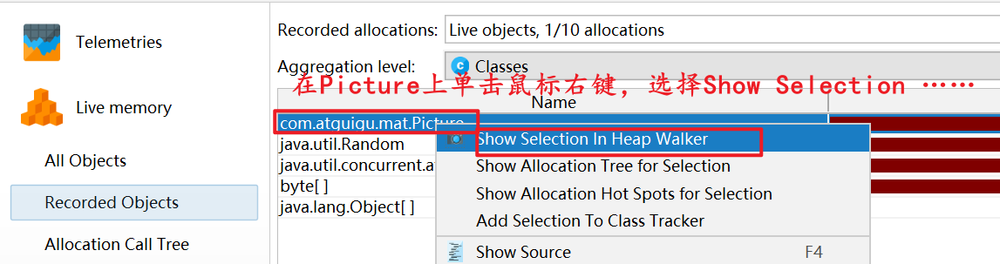 Telemetries
Live memory
All Objects
Recorded Objects
Allocation Call Tree
Recorded allocations: Live objects, 1/10 allocations
Aggregation level: Classes
在Picture上单击鼠标右键，选择Show Selection ……
Name
com.atguigu.mat.Picture
java.util.Random
java.util.concurrent.a
byte[ ]
java.lang.Object[ ]
Show Selection In Heap Walker
Show Allocation Tree for Selection
Show Allocation Hot Spots for Selection
Add Selection To Class Tracker
Show Source F4